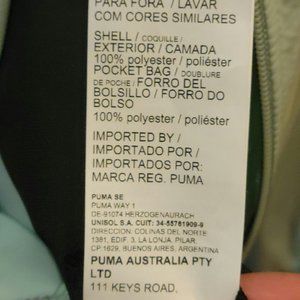 PARA FORA / LAVAR
COM CORES SIMILARES
SHELL / COQUILLE /
EXTERIOR / CAMADA
100% polyester / poliéster
POCKET BAG / DOUBLURE
DE POCHE / FORRO DEL
BOLSILLO / FORRO DO
BOLSO
100% polyester / poliéster
IMPORTED BY /
IMPORTADO POR /
IMPORTADOS POR:
MARCA REG. PUMA
PUMA SE
PUMA WAY 1
DE-91074 HERZOGENAURACH
UNISOL S.A. CUIT: 34-55761909-9
DIRECCION: COLINAS DEL NORTE
1381, EDIF. 3. LA LONJA, PILAR
CP.1629, BUENOS AIRES, ARGENTINA
PUMA AUSTRALIA PTY
LTD
111 KEYS ROAD,